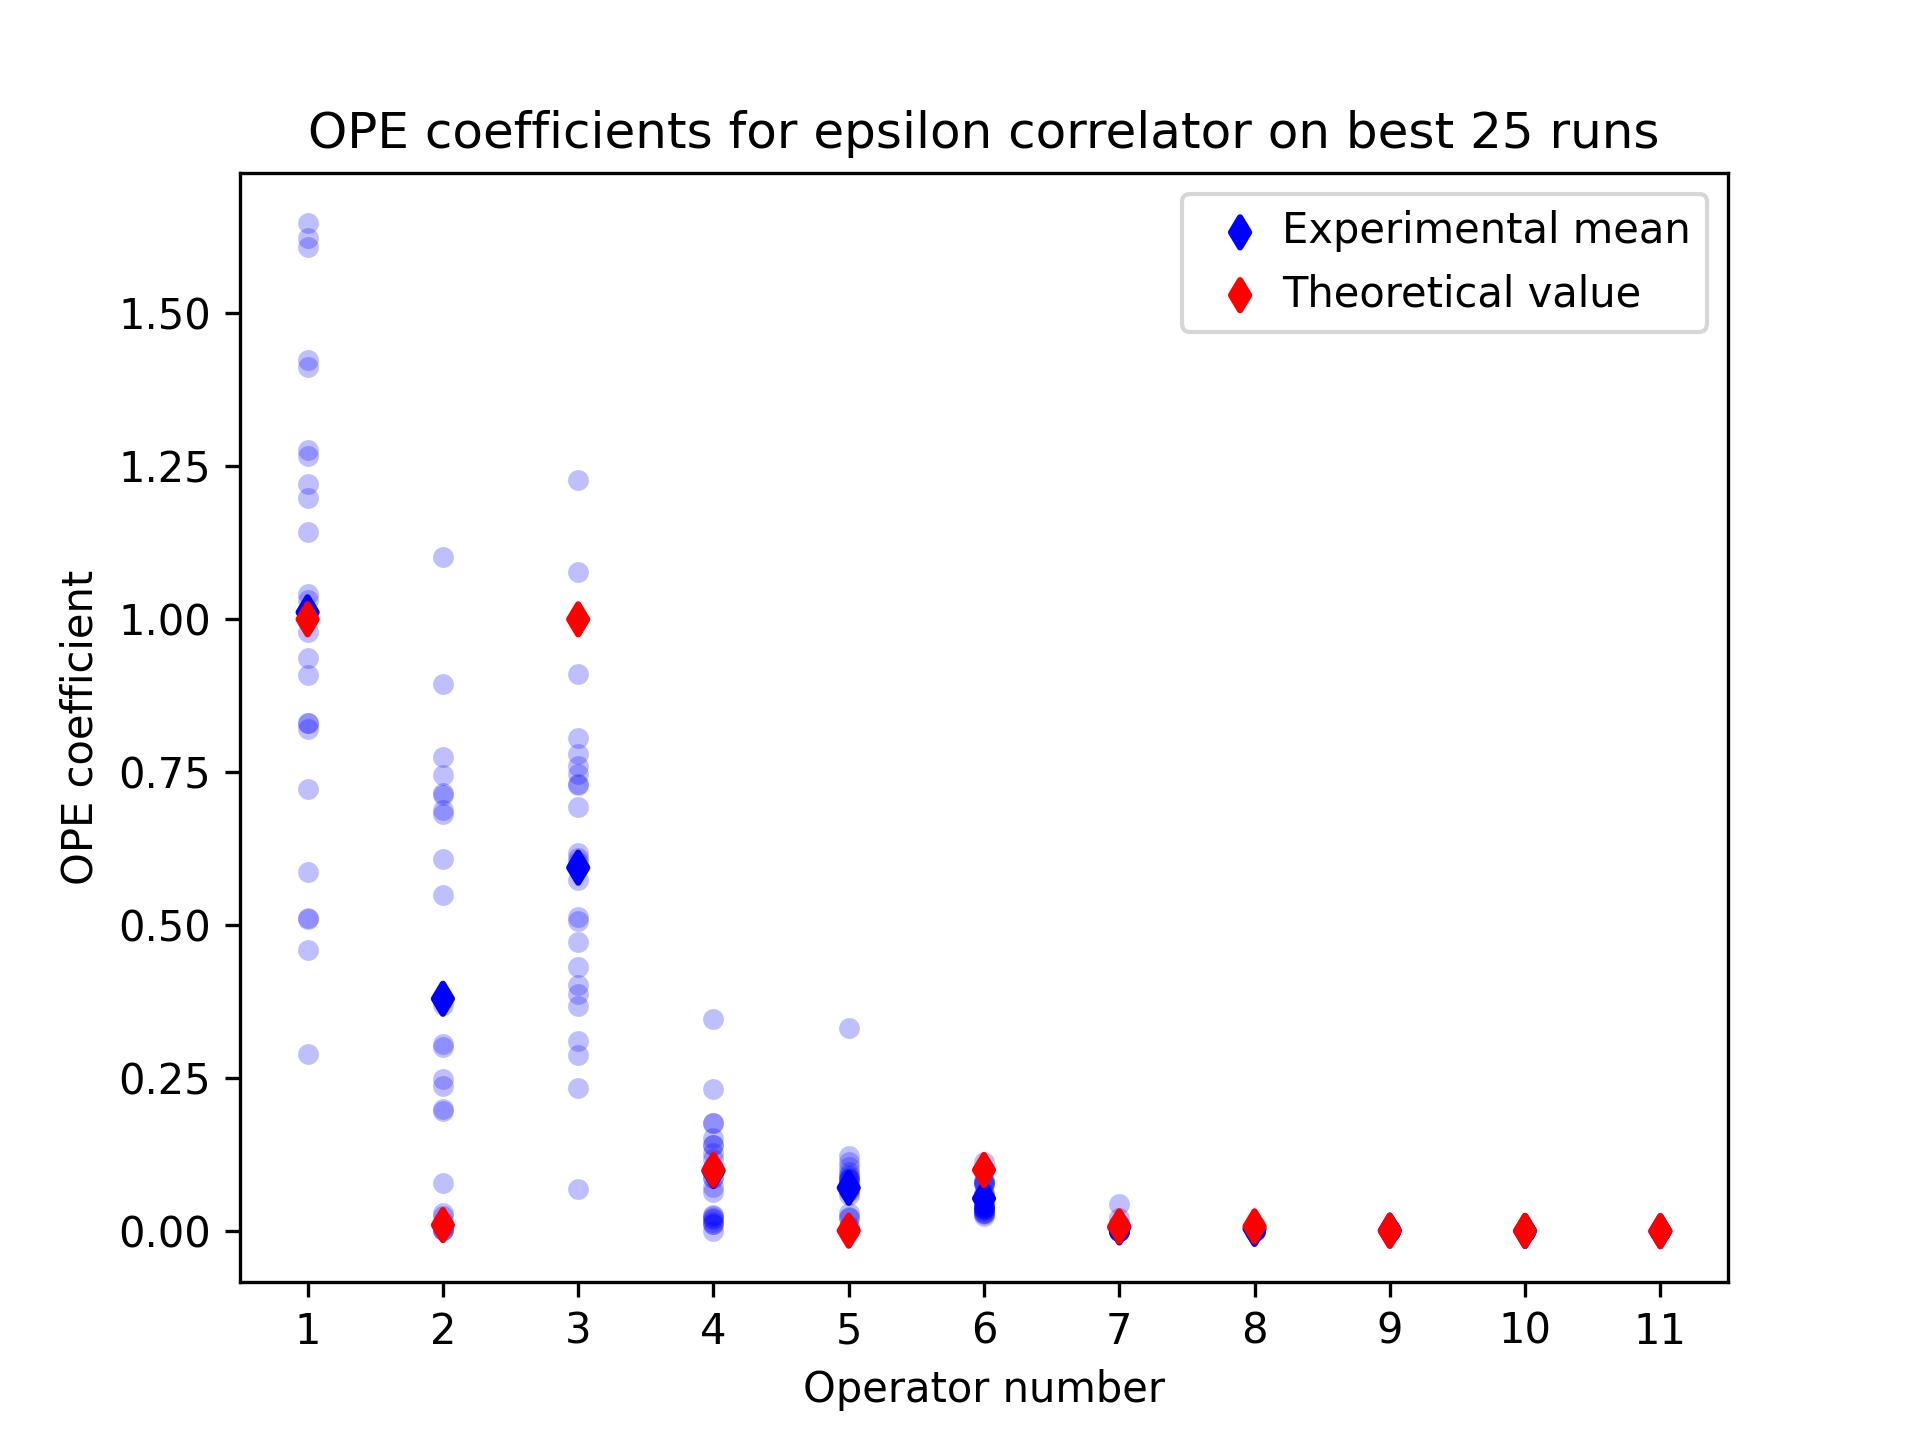 OPE coefficients for epsilon correlator on best 25 runs
Experimental mean
Theoretical value
OPE coefficient
1.50
1.25
1.00
0.75
0.50
0.25
0.00
1 2 3 4 5 6 7 8 9 10 11
Operator number